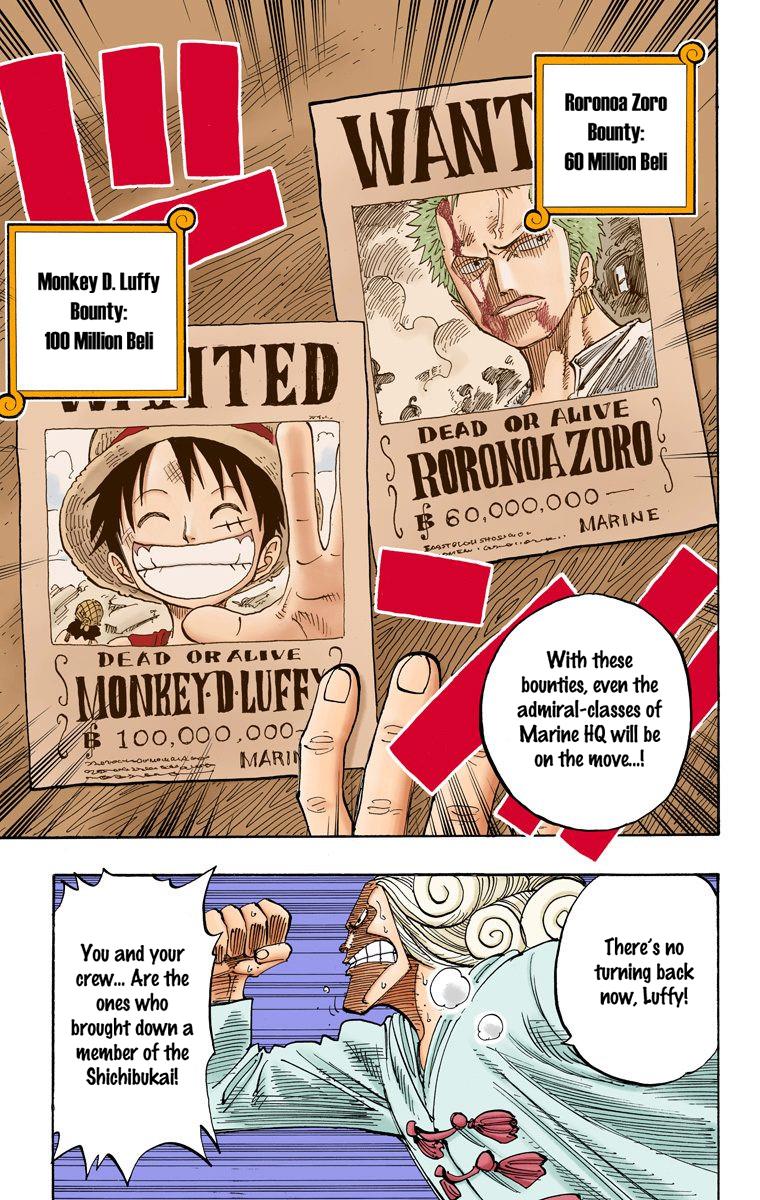 Roronoa Zoro
Bounty:
60 Million Beli
WANT
DEAD OR ALIVE
RORONOA ZORO
60,000,000—
MARINE
Monkey D. Luffy
Bounty:
100 Million Beli
WANTED
DEAD OR ALIVE
MONKEY·D·LUFFY
100,000,000-
MARIN
With these
bounties, even the
admiral-classes of
Marine HQ will be
on the move...!
There's no
turning back
now, Luffy!
You and your
crew... Are the
ones who
brought down a
member of the
Shichibukai!